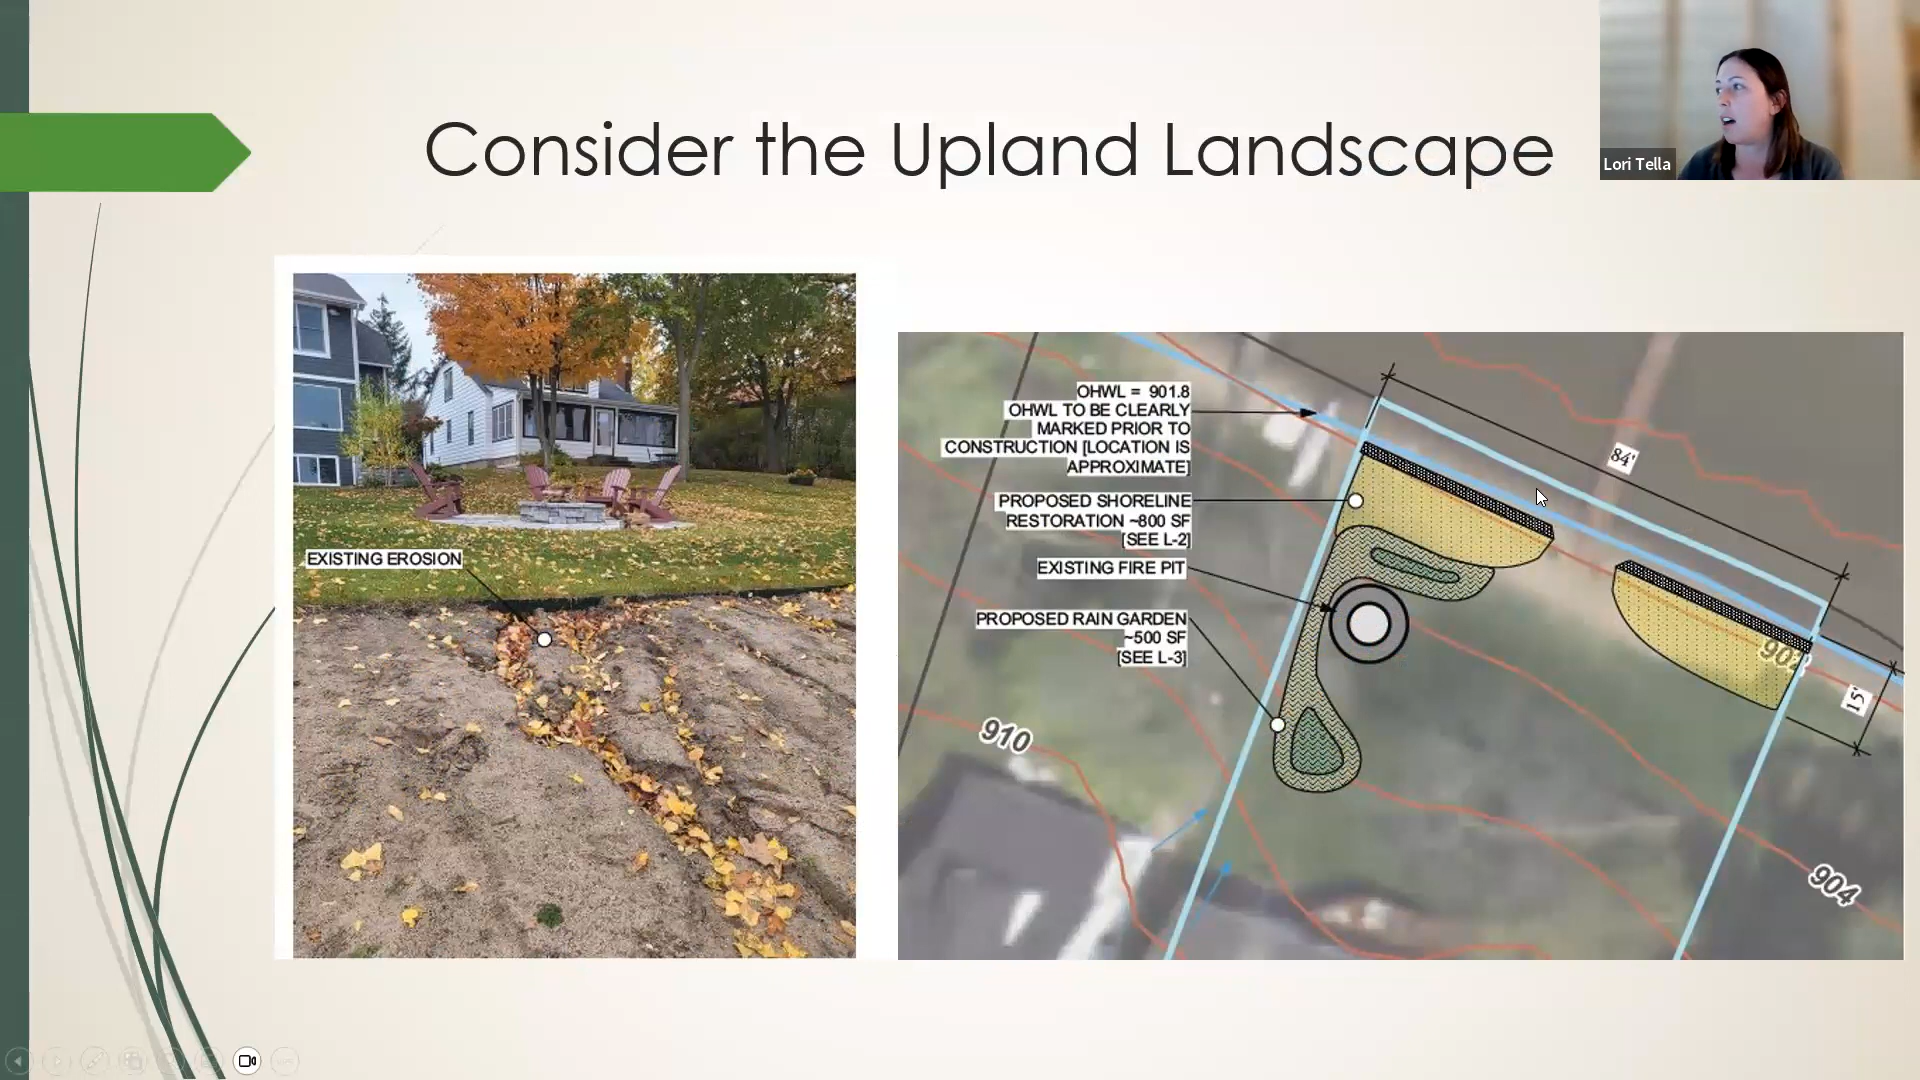 Consider the Upland Landscape
Lori Tella
EXISTING EROSION
OHWL = 901.8
OHWL TO BE CLEARLY
MARKED PRIOR TO
CONSTRUCTION [LOCATION IS
APPROXIMATE]
PROPOSED SHORELINE
RESTORATION ~800 SF
[SEE L-2]
EXISTING FIRE PIT
PROPOSED RAIN GARDEN
~500 SF
[SEE L-3]
84'
902
15'
910
904